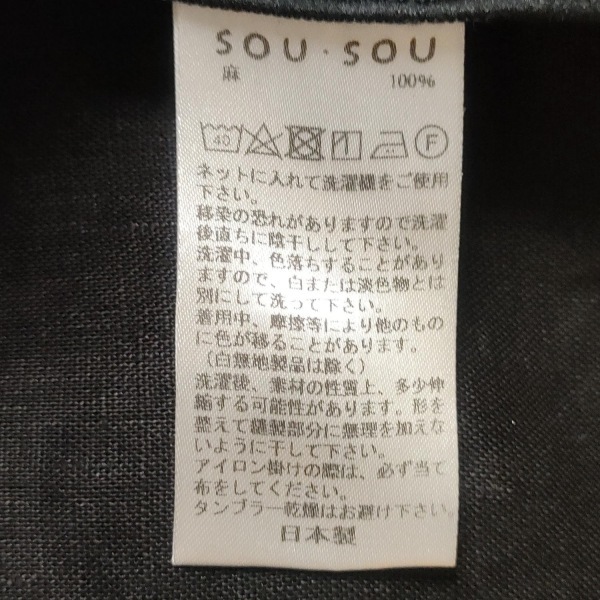 SOU・SOU
麻 100%
40 F
ネットに入れて洗濯機をご使用
下さい。
移染の恐れがありますので洗濯
後直ちに陰干しして下さい。
洗濯中、色落ちすることがあり
ますので、白または淡色物とは
別にして洗って下さい。
着用中、摩擦等により他のもの
に色が移ることがあります。
(白無地製品は除く)
洗濯後、素材の性質上、多少伸
縮する可能性があります。形を
整えて縫製部分に無理を加えな
いように干して下さい。
アイロン掛けの際は、必ず当て
布をしてください。
タンブラー乾燥はお避け下さい。
日本製